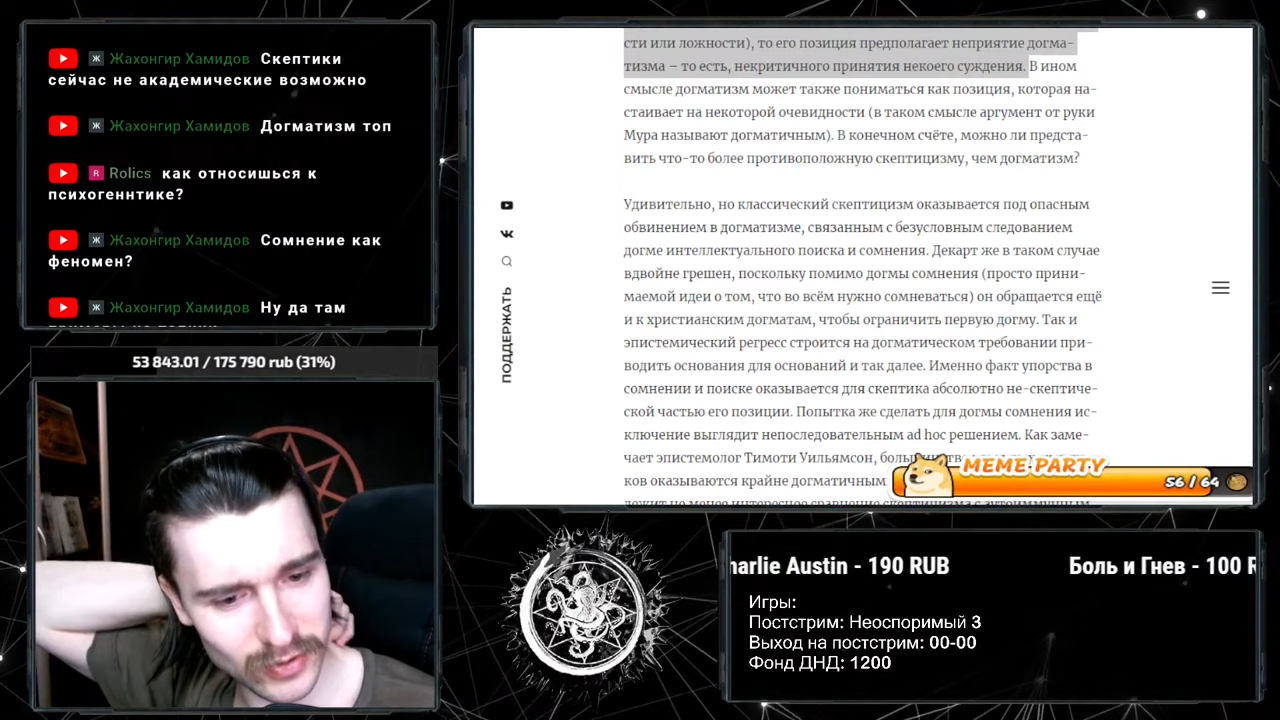 Жахонгир Хамидов Скептики
сейчас не академические возможно
Жахонгир Хамидов Догматизм топ
Rolics как относишься к
психогеннтике?
Жахонгир Хамидов Сомнение как
феномен?
Жахонгир Хамидов Ну да там
53 843.01 / 175 790 rub (31%)
сти или ложности), то его позиция предполагает неприятие догма-
тизма – то есть, некритичного принятия некоего суждения. В ином
смысле догматизм может также пониматься как позиция, которая на-
стаивает на некоторой очевидности (в таком смысле аргумент от руки
Мура называют догматичным). В конечном счёте, можно ли предста-
вить что-то более противоположную скептицизму, чем догматизм?
Удивительно, но классический скептицизм оказывается под опасным
обвинением в догматизме, связанным с безусловным следованием
догме интеллектуального поиска и сомнения. Декарт же в таком случае
вдвойне грешен, поскольку помимо догмы сомнения (просто прини-
маемой идеи о том, что во всём нужно сомневаться) он обращается ещё
и к христианским догматам, чтобы ограничить первую догму. Так и
эпистемический регресс строится на догматическом требовании при-
водить основания для оснований и так далее. Именно факт упорства в
сомнении и поиске оказывается для скептика абсолютно не-скептиче-
ской частью его позиции. Попытка же сделать для догмы сомнения ис-
ключение выглядит непоследовательным ad hoc решением. Как заме-
чает эпистемолог Тимоти Уильямсон,
ков оказываются крайне догматичным
лежит не менее интересное сравнение скептицизма с аутоиммунным
ПОДДЕРЖАТЬ
MEME PARTY
56 / 64
harlie Austin - 190 RUB
Боль и Гнев - 100 R
Игры:
Постстрим: Неоспоримый 3
Выход на постстрим: 00-00
Фонд ДНД: 1200